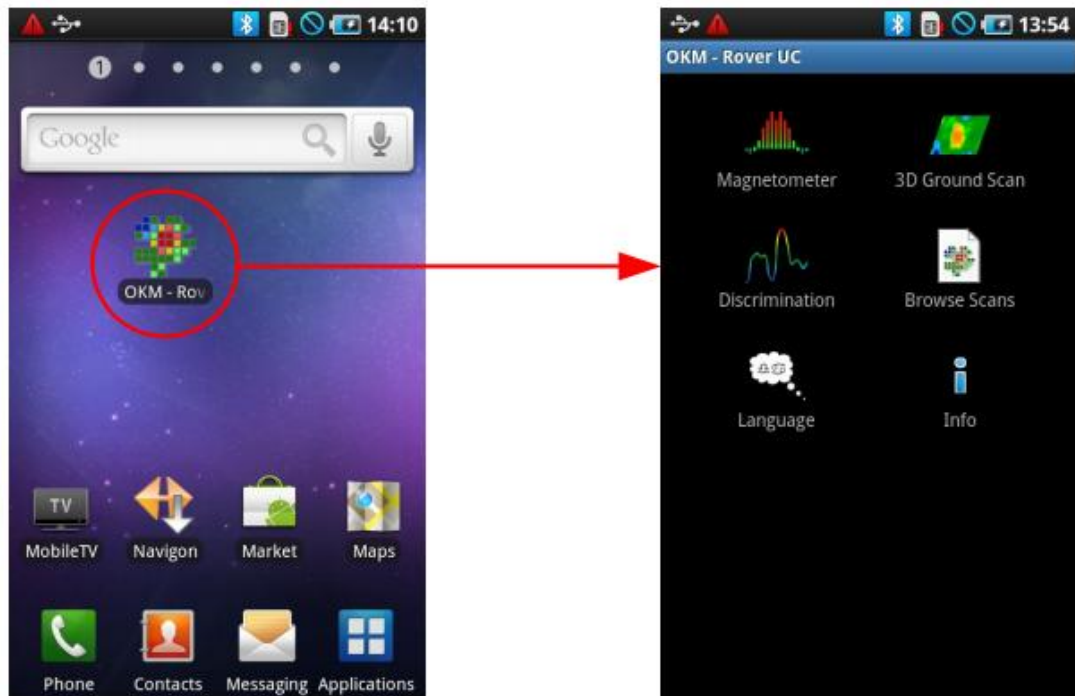 14:10
1
Google
OKM - Rov
TV
MobileTV Navigon Market Maps
Phone Contacts Messaging Applications
13:54
OKM - Rover UC
Magnetometer 3D Ground Scan
Discrimination Browse Scans
Language Info